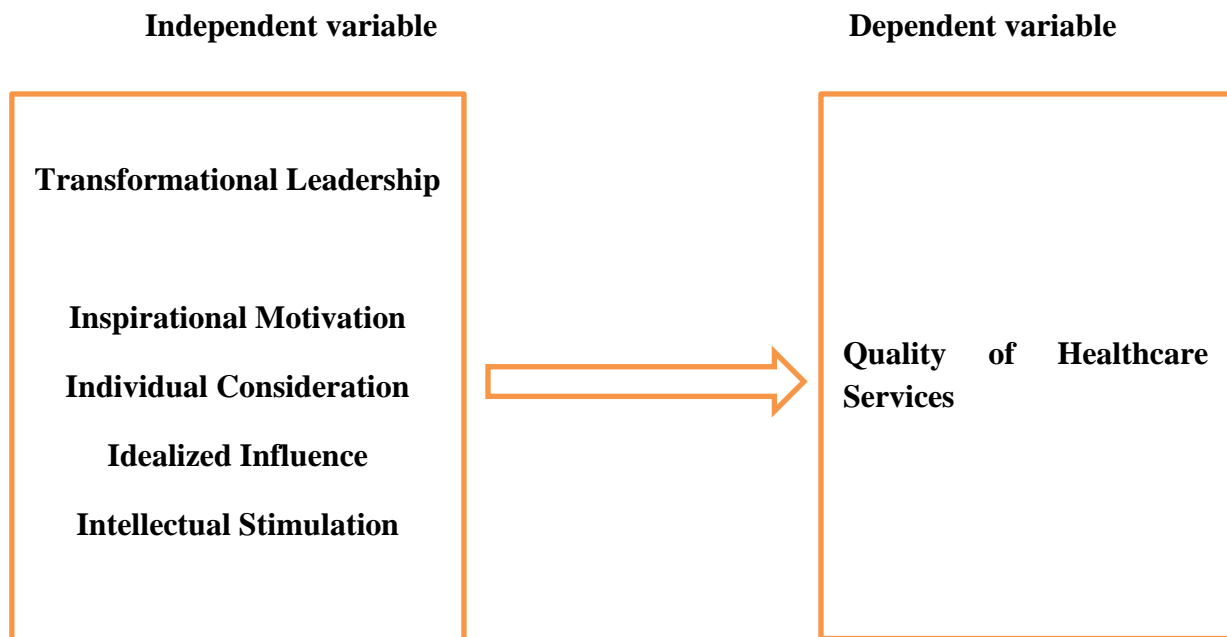 Independent variable
Dependent variable
Transformational Leadership
Inspirational Motivation
Individual Consideration
Idealized Influence
Intellectual Stimulation
Quality of Healthcare
Services